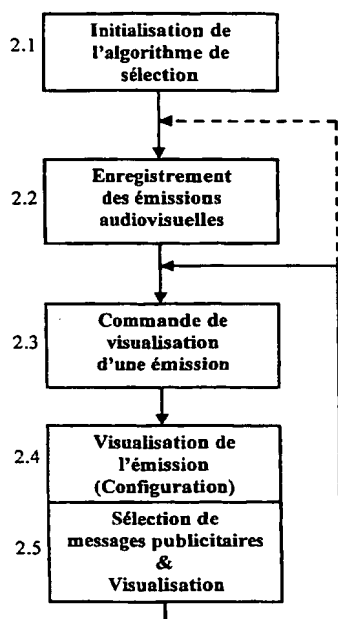 2.1
Initialisation de
l'algorithme de
sélection
2.2
Enregistrement
des émissions
audiovisuelles
2.3
Commande de
visualisation
d'une émission
2.4
Visualisation de
l'émission
(Configuration)
2.5
Sélection de
messages publicitaires
&
Visualisation